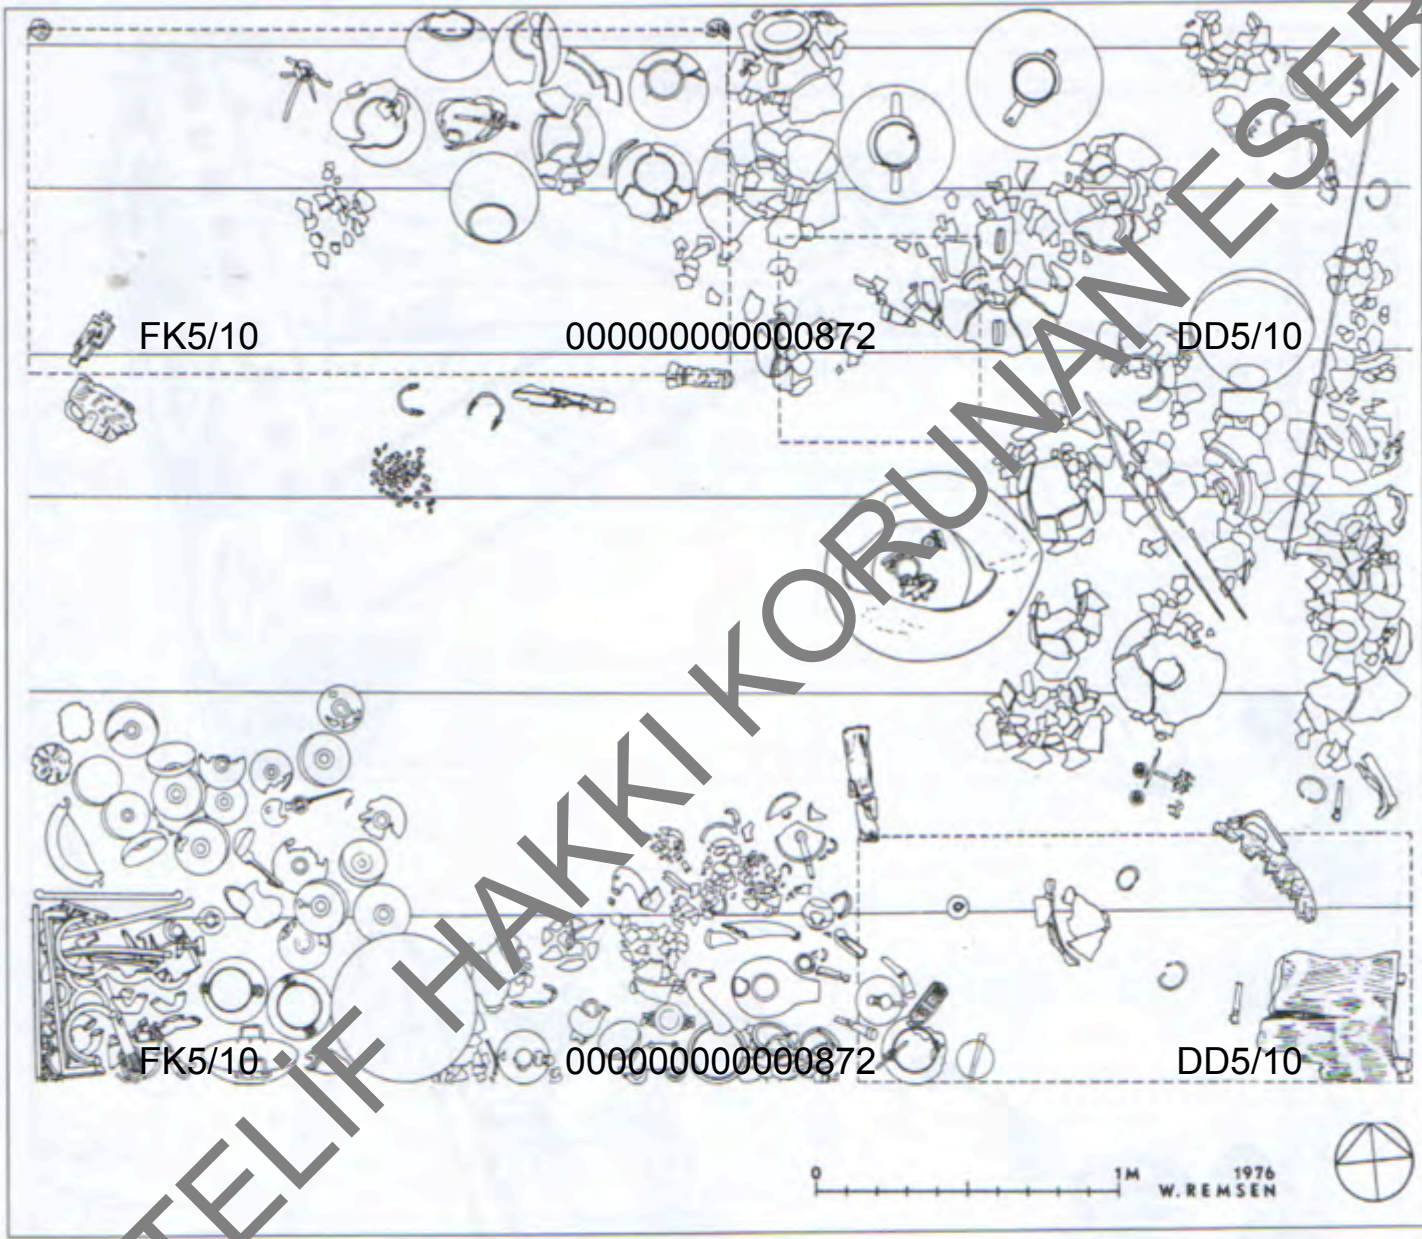 FK5/10 000000000000872 DD5/10
TELİF HAKKI KORUNAN ESER
FK5/10 000000000000872 DD5/10
0 1M 1976
W. REMSEN